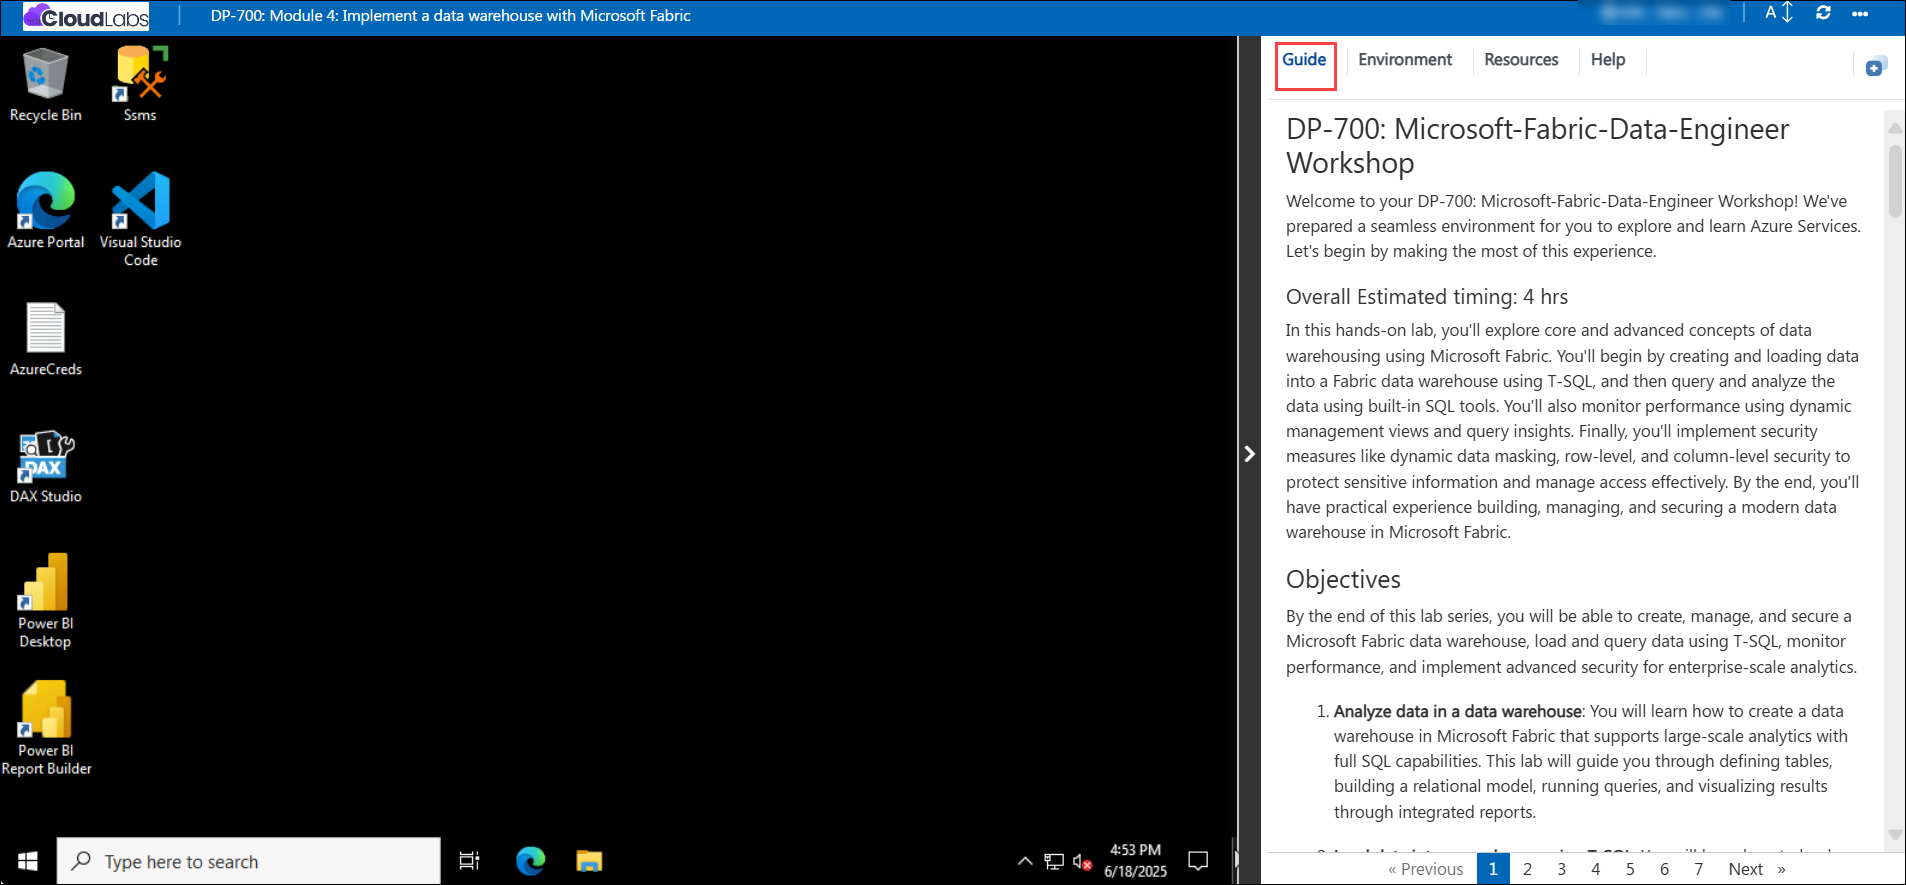 CloudLabs
DP-700: Module 4: Implement a data warehouse with Microsoft Fabric
A
Recycle Bin
Ssms
Azure Portal
Visual Studio
Code
AzureCreds
DAX
DAX Studio
Power BI
Desktop
Power BI
Report Builder
Type here to search
4:53 PM
6/18/2025
Guide
Environment
Resources
Help
DP-700: Microsoft-Fabric-Data-Engineer
Workshop
Welcome to your DP-700: Microsoft-Fabric-Data-Engineer Workshop! We've
prepared a seamless environment for you to explore and learn Azure Services.
Let's begin by making the most of this experience.
Overall Estimated timing: 4 hrs
In this hands-on lab, you'll explore core and advanced concepts of data
warehousing using Microsoft Fabric. You'll begin by creating and loading data
into a Fabric data warehouse using T-SQL, and then query and analyze the
data using built-in SQL tools. You'll also monitor performance using dynamic
management views and query insights. Finally, you'll implement security
measures like dynamic data masking, row-level, and column-level security to
protect sensitive information and manage access effectively. By the end, you'll
have practical experience building, managing, and securing a modern data
warehouse in Microsoft Fabric.
Objectives
By the end of this lab series, you will be able to create, manage, and secure a
Microsoft Fabric data warehouse, load and query data using T-SQL, monitor
performance, and implement advanced security for enterprise-scale analytics.
1. Analyze data in a data warehouse: You will learn how to create a data
warehouse in Microsoft Fabric that supports large-scale analytics with
full SQL capabilities. This lab will guide you through defining tables,
building a relational model, running queries, and visualizing results
through integrated reports.
« Previous 1 2 3 4 5 6 7 Next »